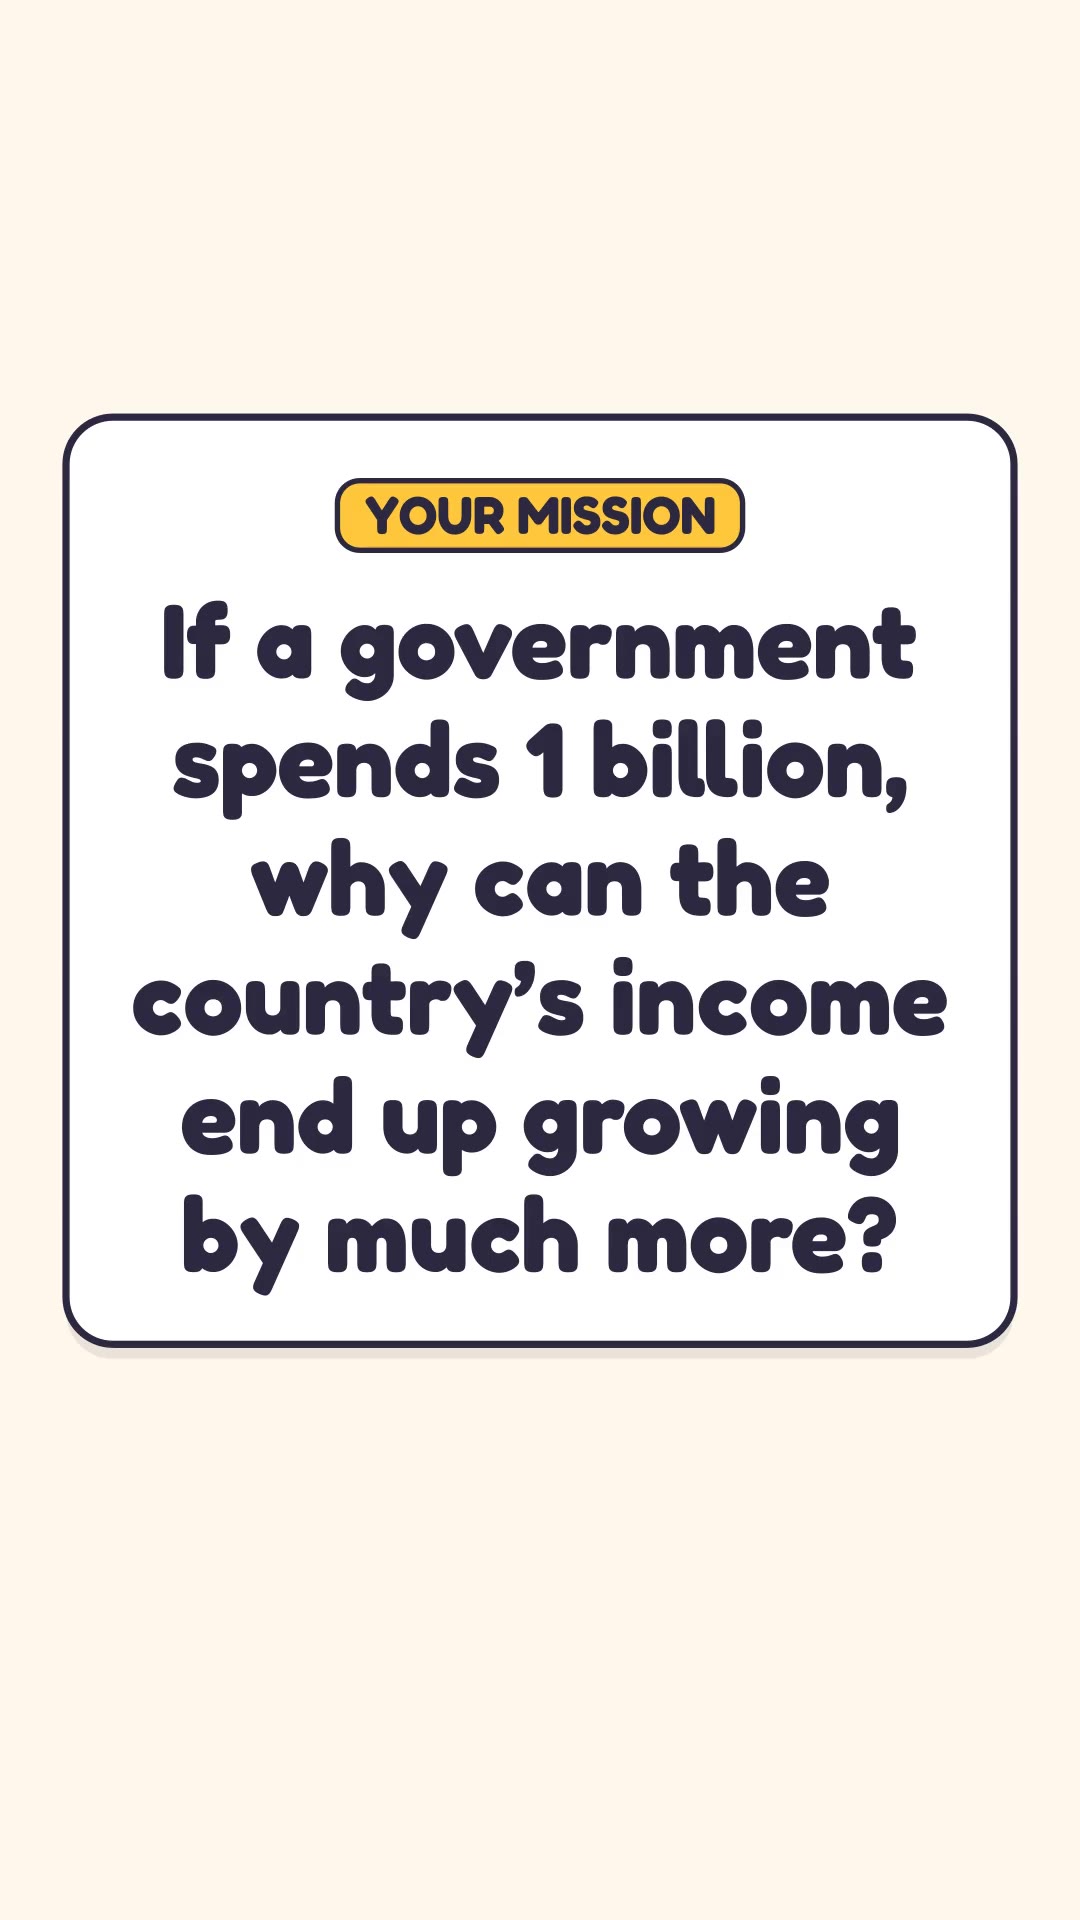 YOUR MISSION
If a government
spends 1 billion,
why can the
country’s income
end up growing
by much more?